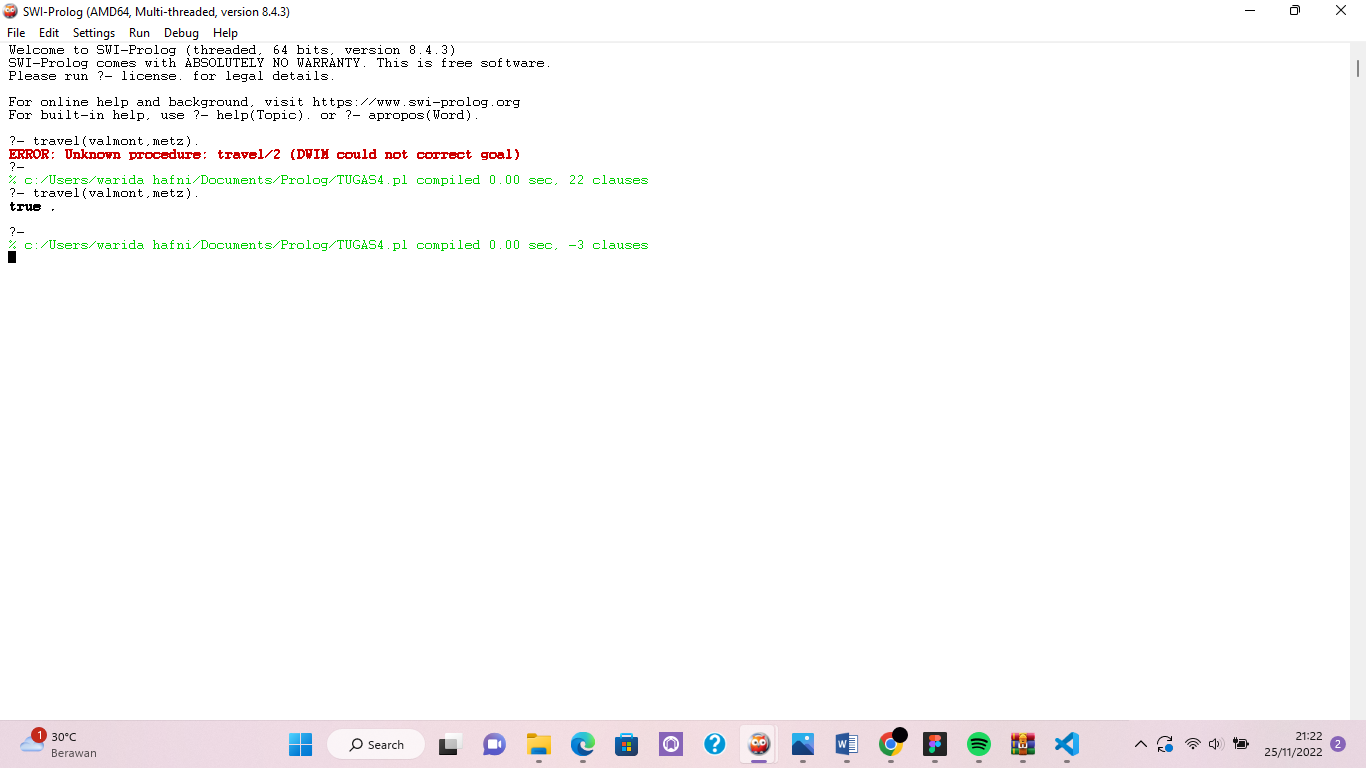 SWI-Prolog (AMD64, Multi-threaded, version 8.4.3)
File Edit Settings Run Debug Help
Welcome to SWI-Prolog (threaded, 64 bits, version 8.4.3)
SWI-Prolog comes with ABSOLUTELY NO WARRANTY. This is free software.
Please run ?- license. for legal details.
For online help and background, visit https://www.swi-prolog.org
For built-in help, use ?- help(Topic). or ?- apropos(Word).
?- travel(valmont,metz).
ERROR: Unknown procedure: travel/2 (DWIM could not correct goal)
?-
% c:/Users/warida hafni/Documents/Prolog/TUGAS4.pl compiled 0.00 sec, 22 clauses
?- travel(valmont,metz).
true .
?-
% c:/Users/warida hafni/Documents/Prolog/TUGAS4.pl compiled 0.00 sec, -3 clauses
1
30°C
Berawan
Search
21:22
25/11/2022
2